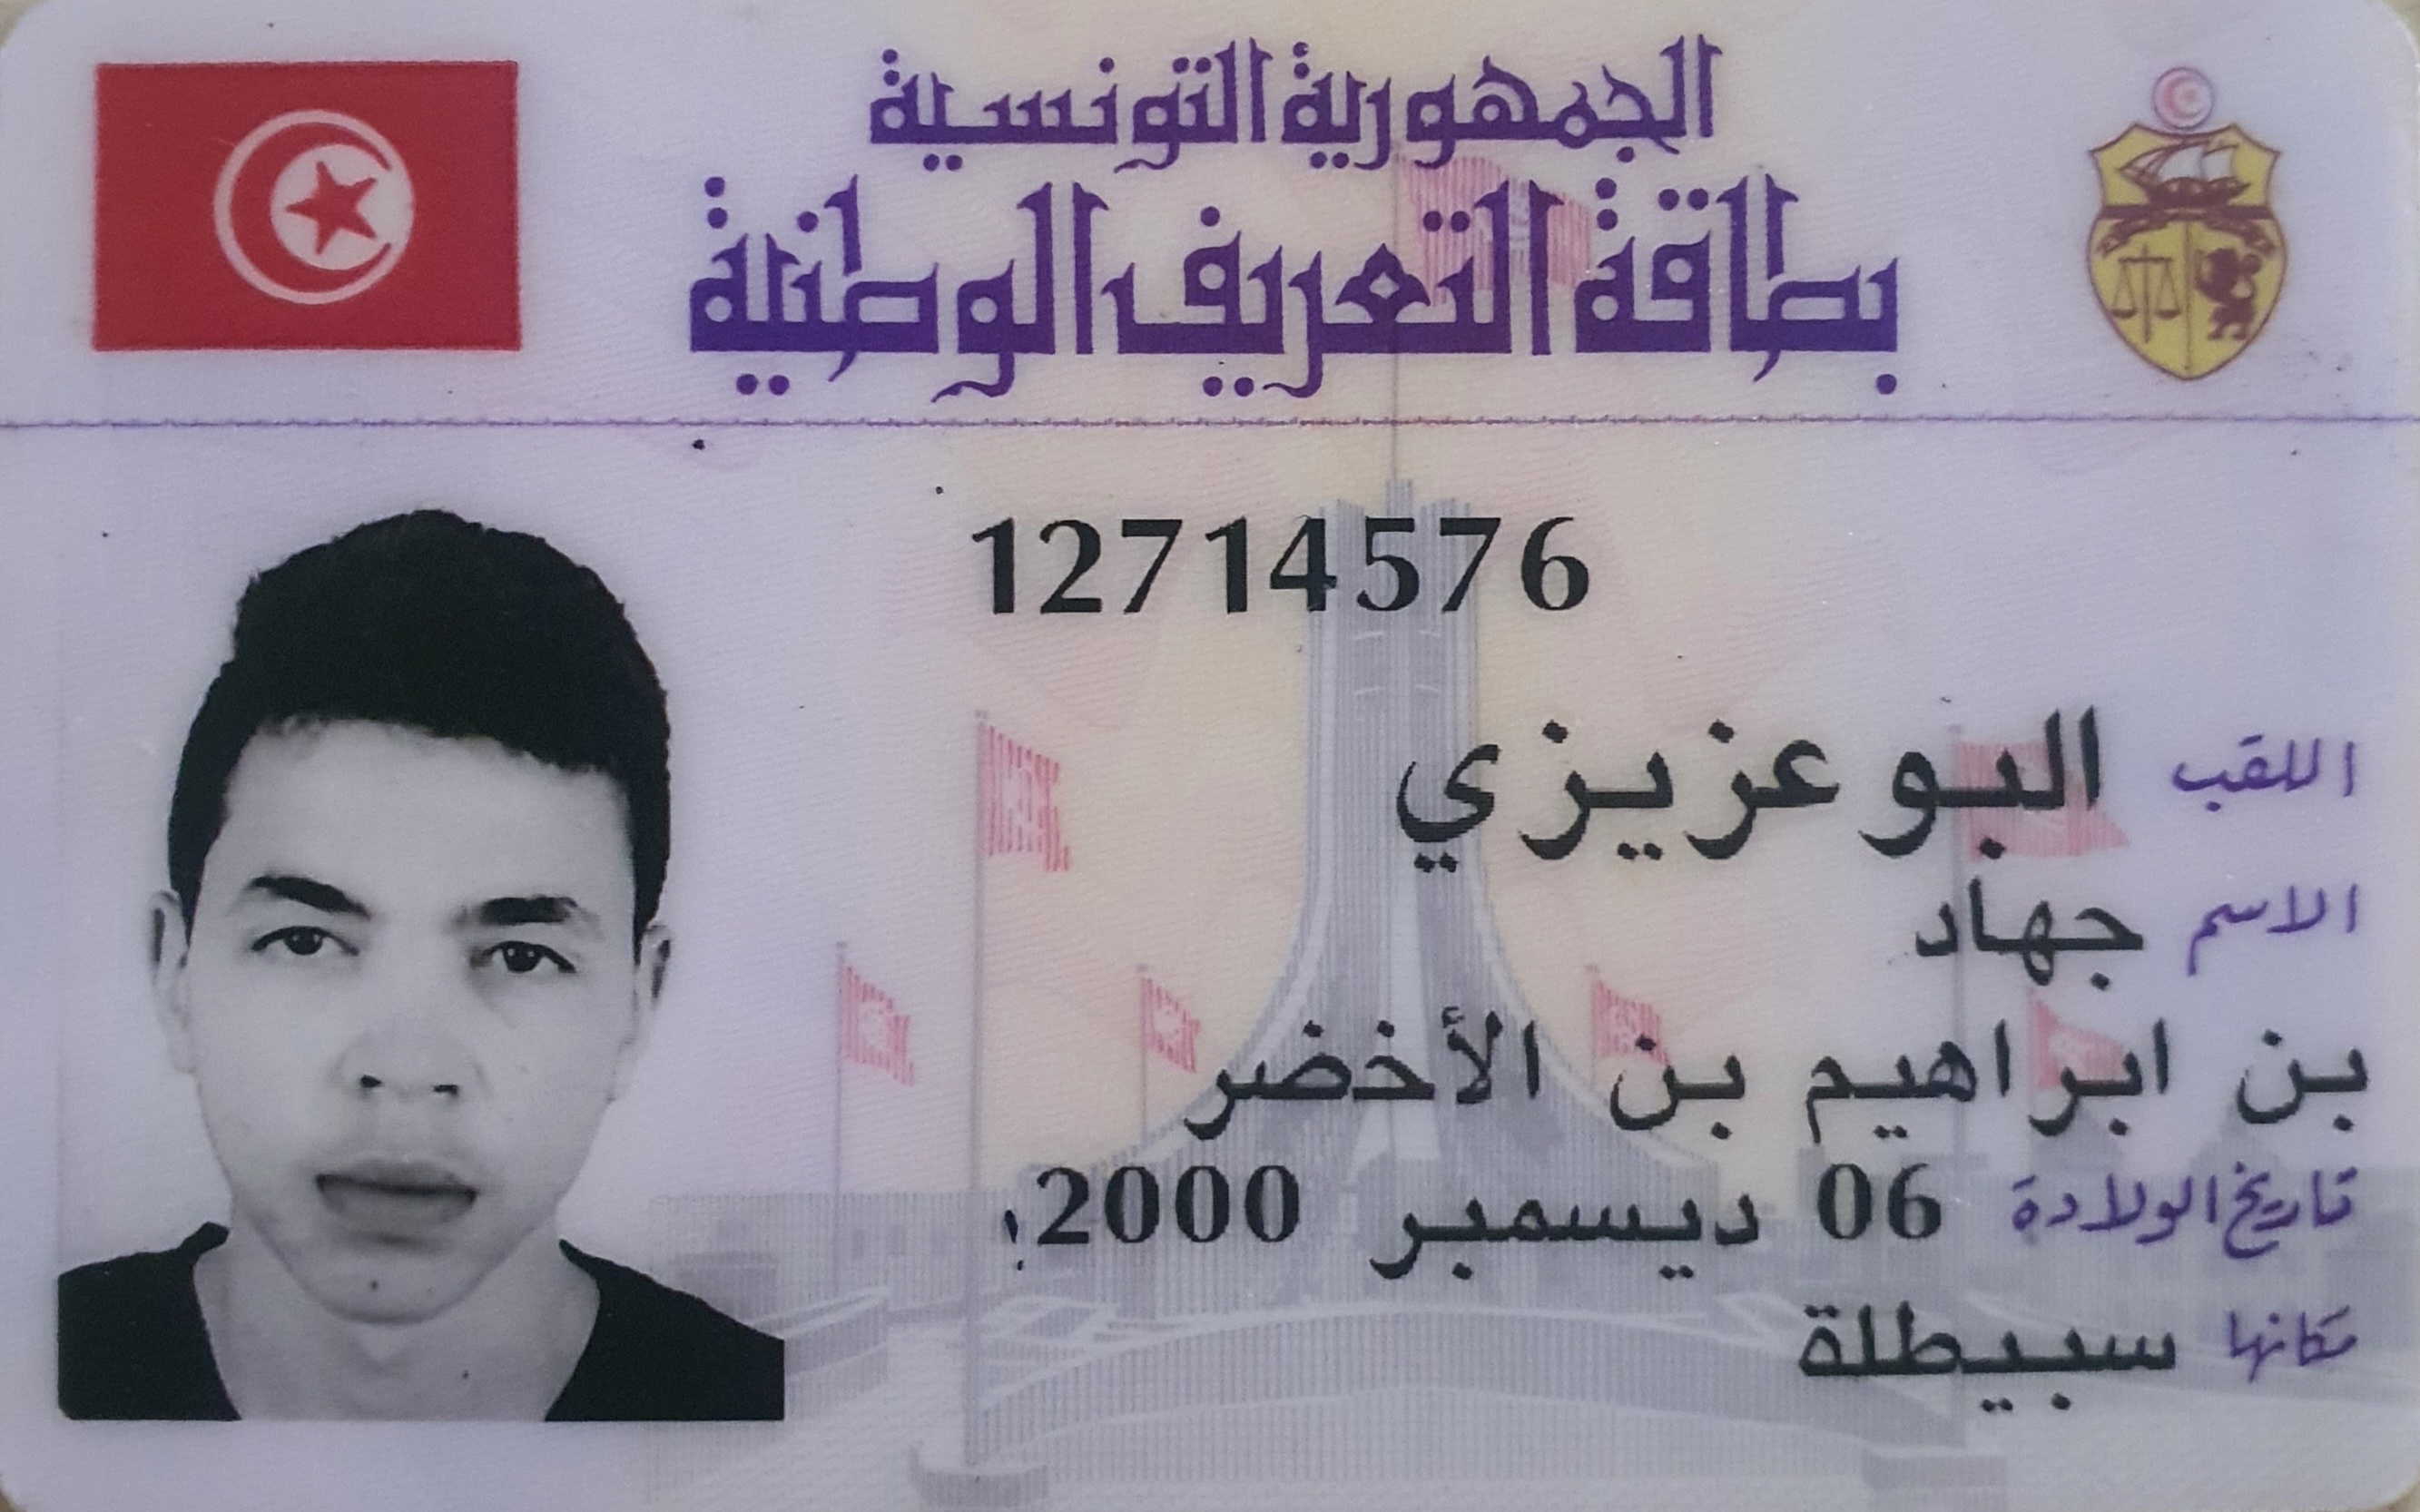 الجمهورية التونسية
بطاقة التعريف الوطنية
12714576
اللقب البوعزيزي
الاسم جهاد
بن ابراهيم بن الأخضر
تاريخ الولادة 06 ديسمبر 2000
مكانها سبيطلة